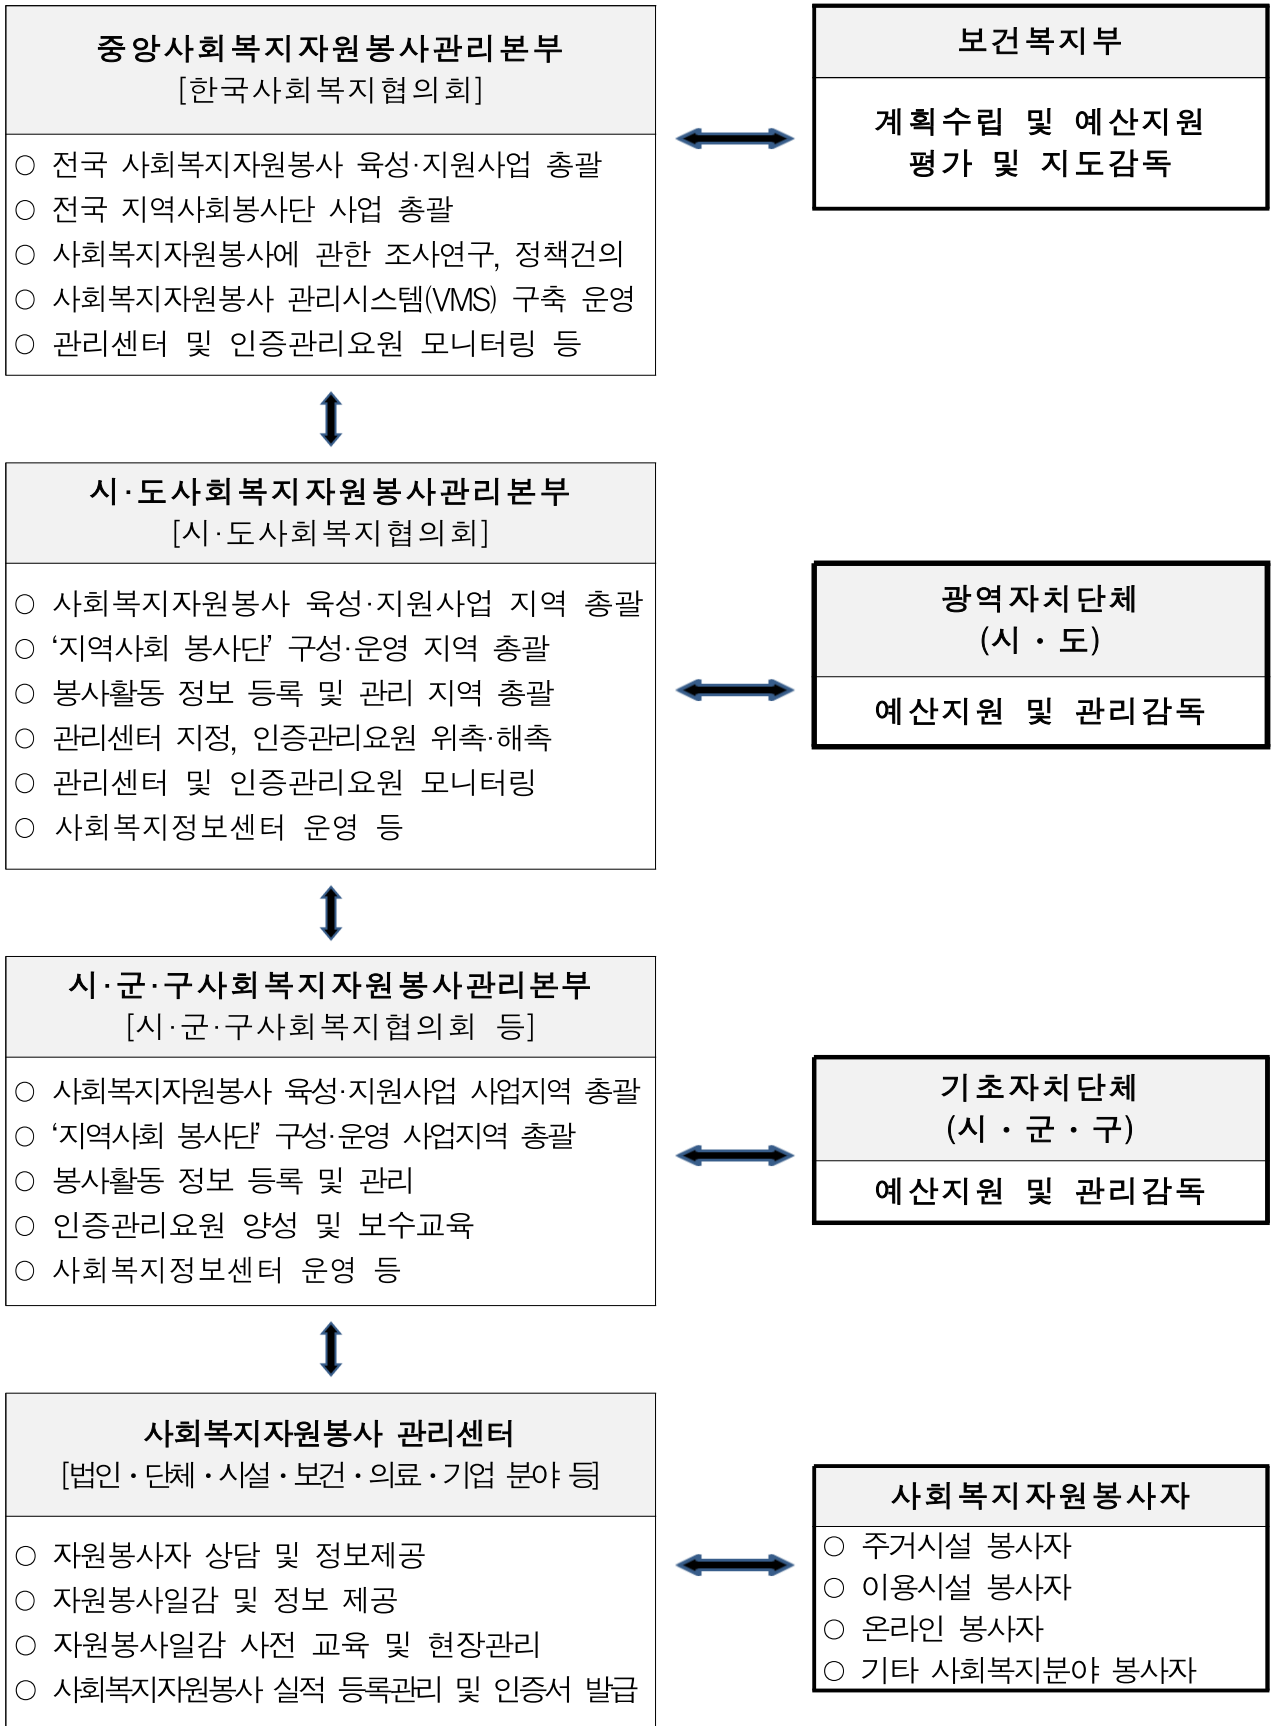 중앙사회복지자원봉사관리본부
[한국사회복지협의회]
○ 전국 사회복지자원봉사 육성·지원사업 총괄
○ 전국 지역사회봉사단 사업 총괄
○ 사회복지자원봉사에 관한 조사연구, 정책건의
○ 사회복지자원봉사 관리시스템(VMS) 구축 운영
○ 관리센터 및 인증관리요원 모니터링 등
보건복지부
계획수립 및 예산지원
평가 및 지도감독
시·도사회복지자원봉사관리본부
[시·도사회복지협의회]
○ 사회복지자원봉사 육성·지원사업 지역 총괄
○ ‘지역사회 봉사단’ 구성·운영 지역 총괄
○ 봉사활동 정보 등록 및 관리 지역 총괄
○ 관리센터 지정, 인증관리요원 위촉·해촉
○ 관리센터 및 인증관리요원 모니터링
○ 사회복지정보센터 운영 등
광역자치단체
(시·도)
예산지원 및 관리감독
시·군·구사회복지자원봉사관리본부
[시·군·구사회복지협의회 등]
○ 사회복지자원봉사 육성·지원사업 사업지역 총괄
○ ‘지역사회 봉사단’ 구성·운영 사업지역 총괄
○ 봉사활동 정보 등록 및 관리
○ 인증관리요원 양성 및 보수교육
○ 사회복지정보센터 운영 등
기초자치단체
(시·군·구)
예산지원 및 관리감독
사회복지자원봉사 관리센터
[법인·단체·시설·보건·의료·기업 분야 등]
○ 자원봉사자 상담 및 정보제공
○ 자원봉사일감 및 정보 제공
○ 자원봉사일감 사전 교육 및 현장관리
○ 사회복지자원봉사 실적 등록관리 및 인증서 발급
사회복지자원봉사자
○ 주거시설 봉사자
○ 이용시설 봉사자
○ 온라인 봉사자
○ 기타 사회복지분야 봉사자